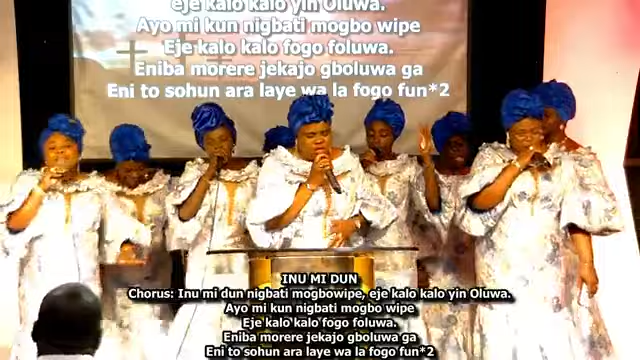 eje kalo kalo yin Oluwa.
Ayo mi kun nigbati mogbo wipe
Eje kalo kalo fogo foluwa.
Eniba morere jekajo gboluwa ga
Eni to sohun ara laye wa la fogo fun*2
INU MI DUN
Chorus: Inu mi dun nigbati mogbowipe, eje kalo kalo yin Oluwa.
Ayo mi kun nigbati mogbo wipe
Eje kalo kalo fogo foluwa.
Eniba morere jekajo gboluwa ga
Eni to sohun ara laye wa la fogo fun*2